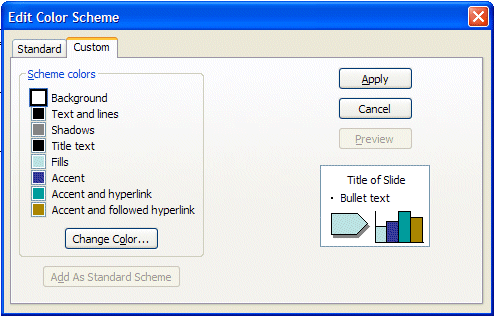 Edit Color Scheme
Standard
Custom
Scheme colors
Background
Text and lines
Shadows
Title text
Fills
Accent
Accent and hyperlink
Accent and followed hyperlink
Change Color...
Add As Standard Scheme
Apply
Cancel
Preview
Title of Slide
• Bullet text